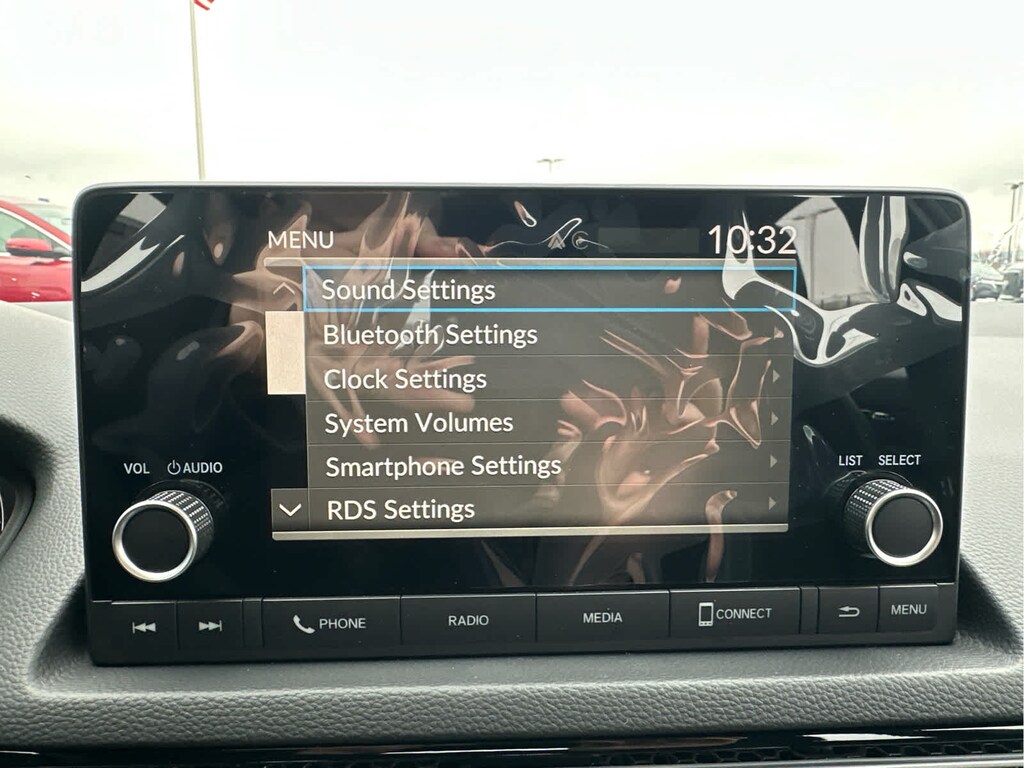 MENU 10:32
Sound Settings
Bluetooth Settings
Clock Settings
System Volumes
Smartphone Settings
RDS Settings
VOL AUDIO
LIST SELECT
PHONE RADIO MEDIA CONNECT MENU